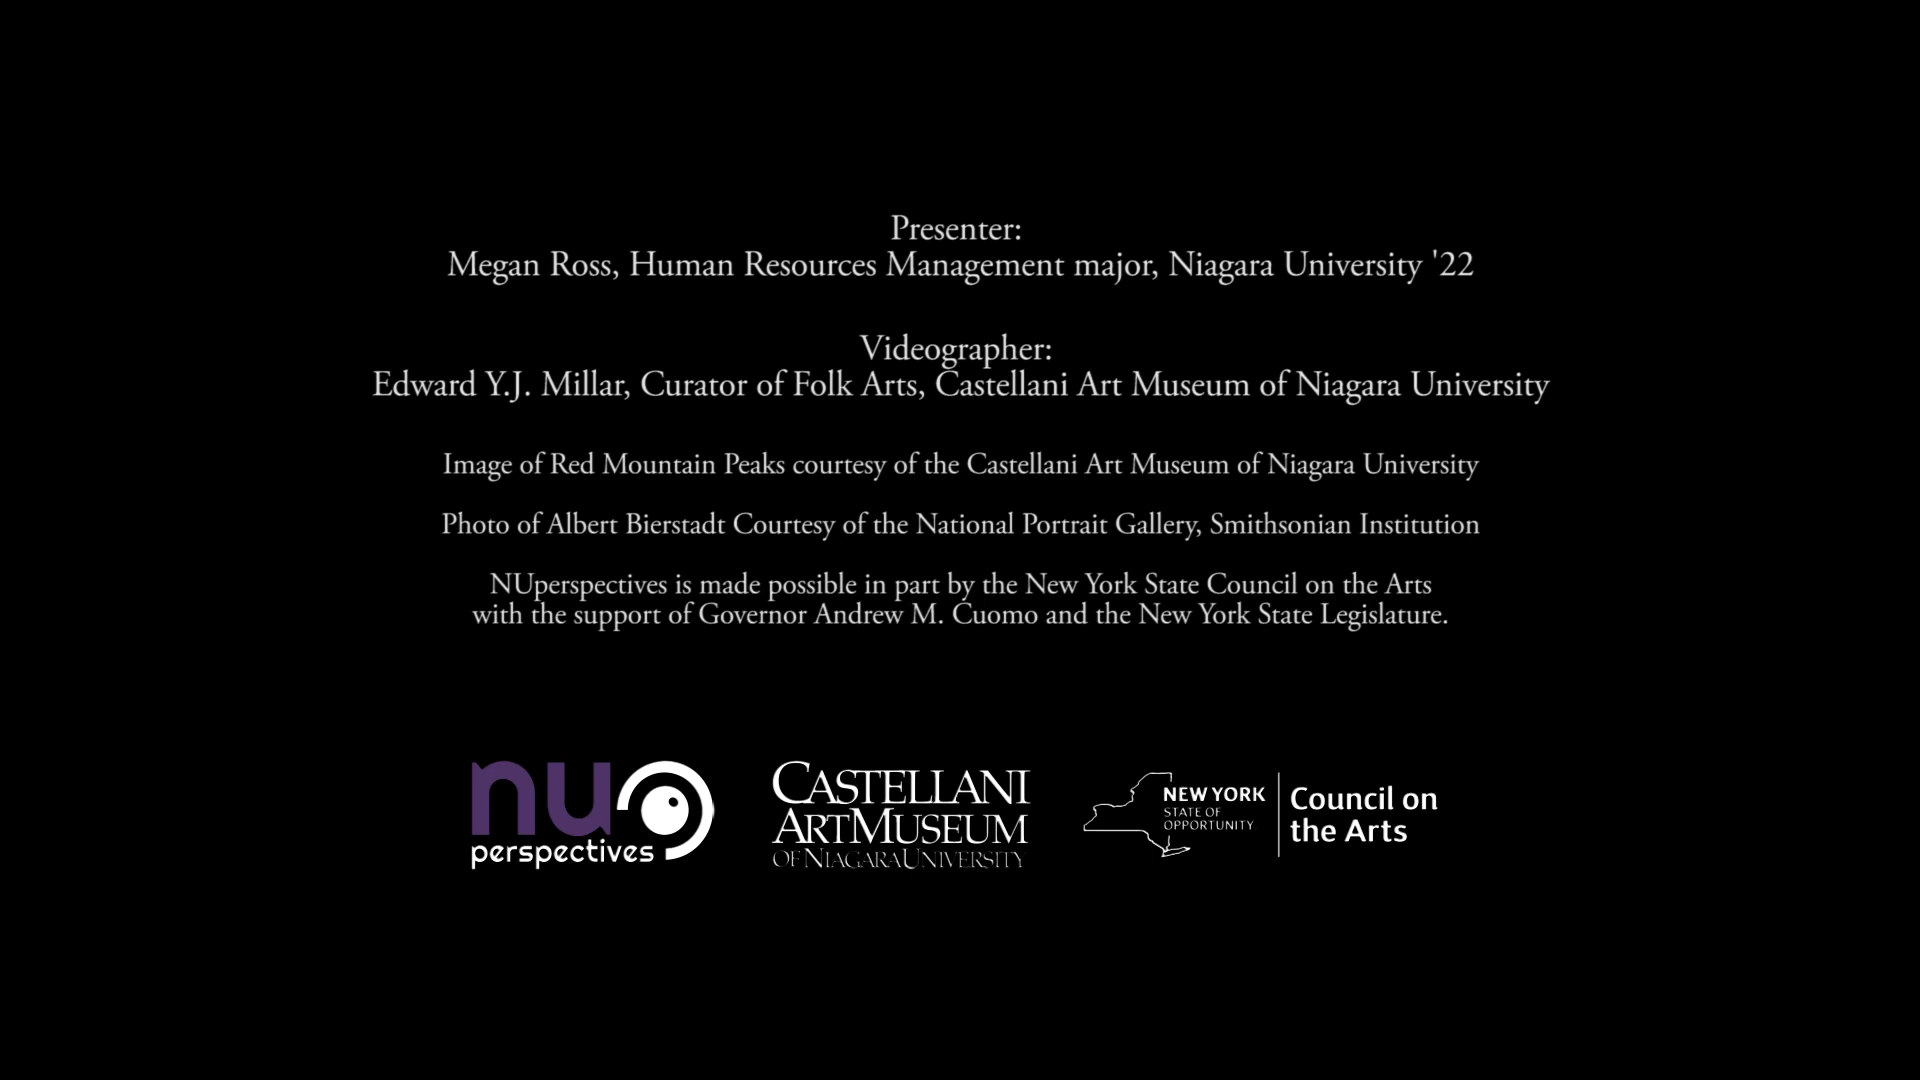 Presenter:
Megan Ross, Human Resources Management major, Niagara University '22
Videographer:
Edward Y.J. Millar, Curator of Folk Arts, Castellani Art Museum of Niagara University
Image of Red Mountain Peaks courtesy of the Castellani Art Museum of Niagara University
Photo of Albert Bierstadt Courtesy of the National Portrait Gallery, Smithsonian Institution
NUperspectives is made possible in part by the New York State Council on the Arts
with the support of Governor Andrew M. Cuomo and the New York State Legislature.
nu
perspectives
CASTELLANI
ARTMUSEUM
OF NIAGARA UNIVERSITY
NEW YORK
STATE OF
OPPORTUNITY
Council on
the Arts